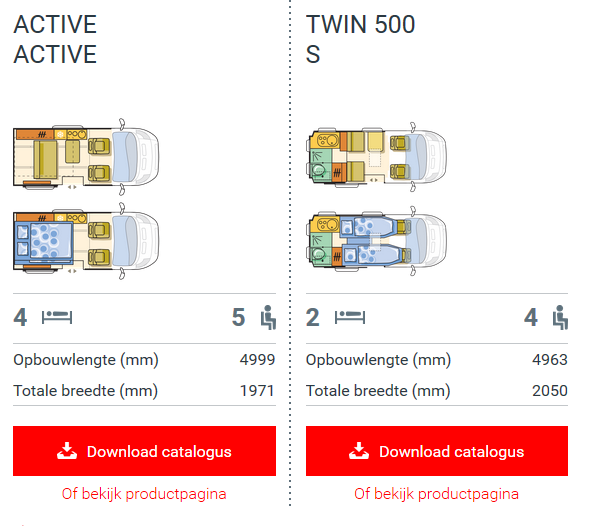 ACTIVE
ACTIVE
4
5
Opbouwlengte (mm) 4999
Totale breedte (mm) 1971
Download catalogus
Of bekijk productpagina
TWIN 500
S
2
4
Opbouwlengte (mm) 4963
Totale breedte (mm) 2050
Download catalogus
Of bekijk productpagina